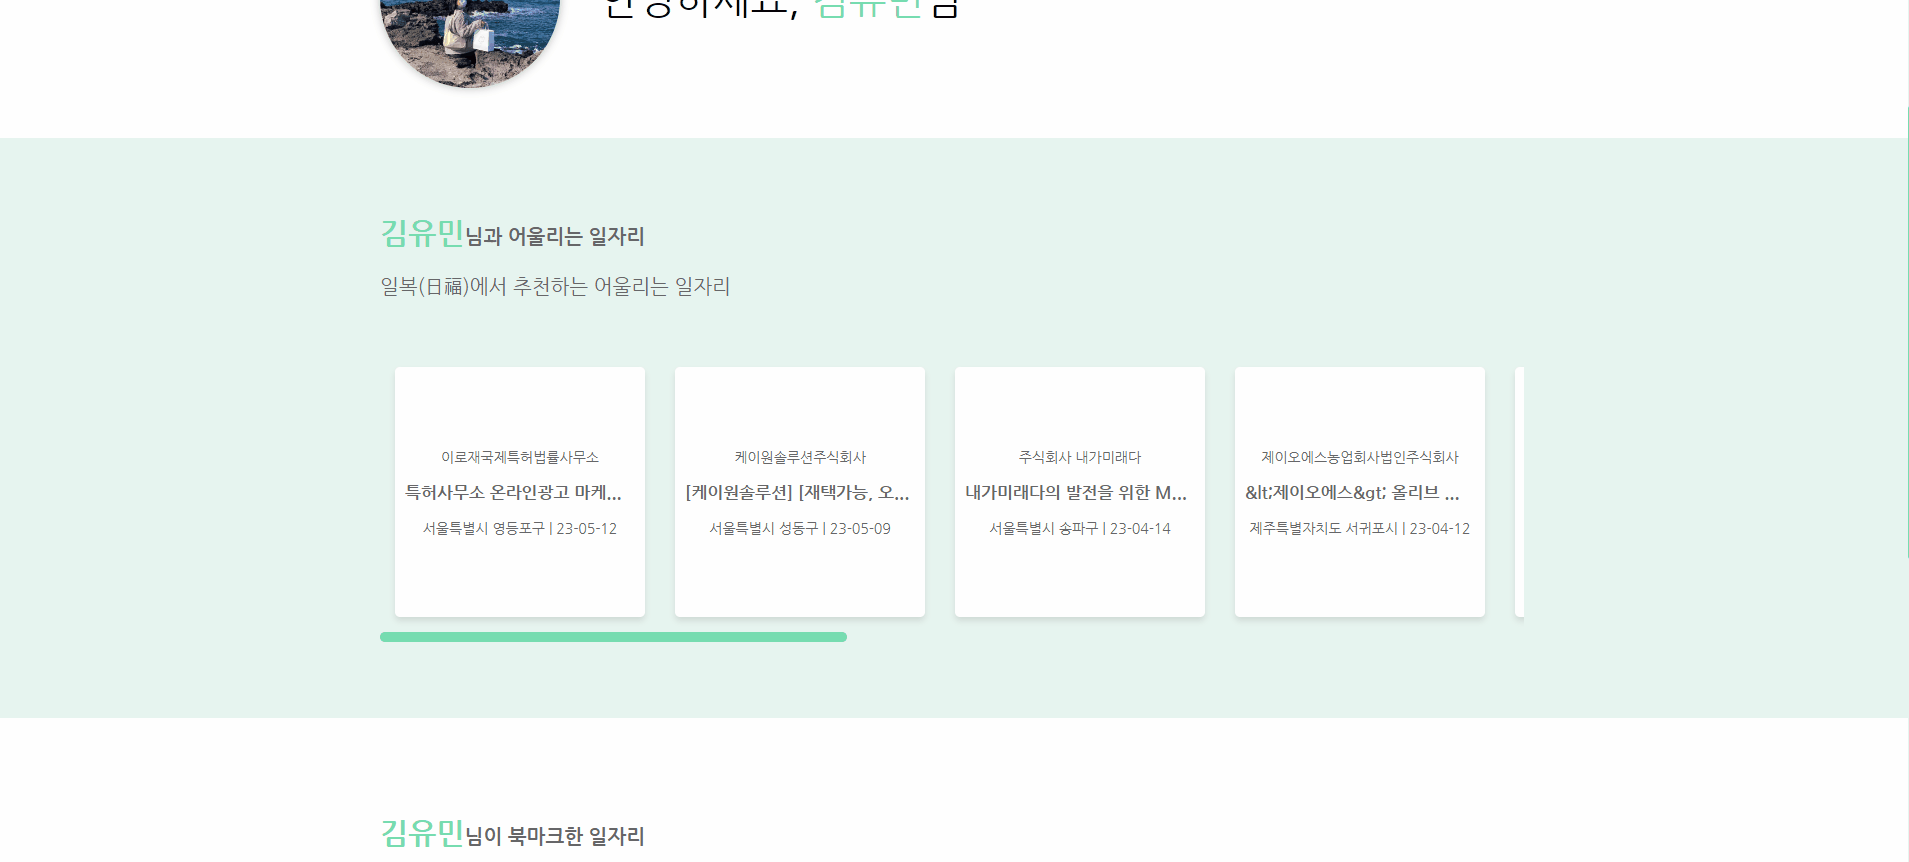 안녕하세요, 김유민님
김유민님과 어울리는 일자리
일복(日福)에서 추천하는 어울리는 일자리
이로재국제특허법률사무소
특허사무소 온라인광고 마케...
서울특별시 영등포구 | 23-05-12
케이원솔루션주식회사
[케이원솔루션] [재택가능, 오...
서울특별시 성동구 | 23-05-09
주식회사 내가미래다
내가미래다의 발전을 위한 M...
서울특별시 송파구 | 23-04-14
제이오에스농업회사법인주식회사
&lt;제이오에스&gt; 올리브 ...
제주특별자치도 서귀포시 | 23-04-12
김유민님이 북마크한 일자리